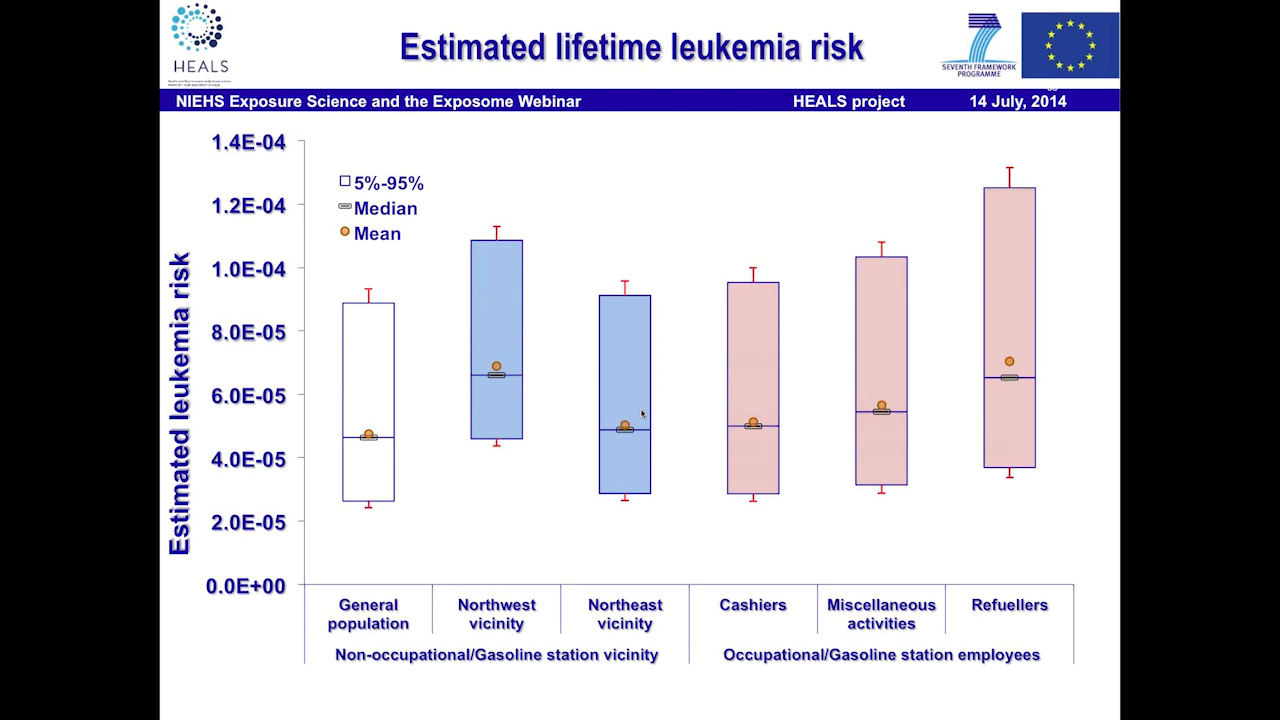 HEALS
Estimated lifetime leukemia risk
SEVENTH FRAMEWORK
PROGRAMME
NIEHS Exposure Science and the Exposome Webinar HEALS project 14 July, 2014
Estimated leukemia risk
1.4E-04
1.2E-04
1.0E-04
8.0E-05
6.0E-05
4.0E-05
2.0E-05
0.0E+00
5%-95%
Median
Mean
General
population
Northwest
vicinity
Northeast
vicinity
Cashiers
Miscellaneous
activities
Refuellers
Non-occupational/Gasoline station vicinity
Occupational/Gasoline station employees